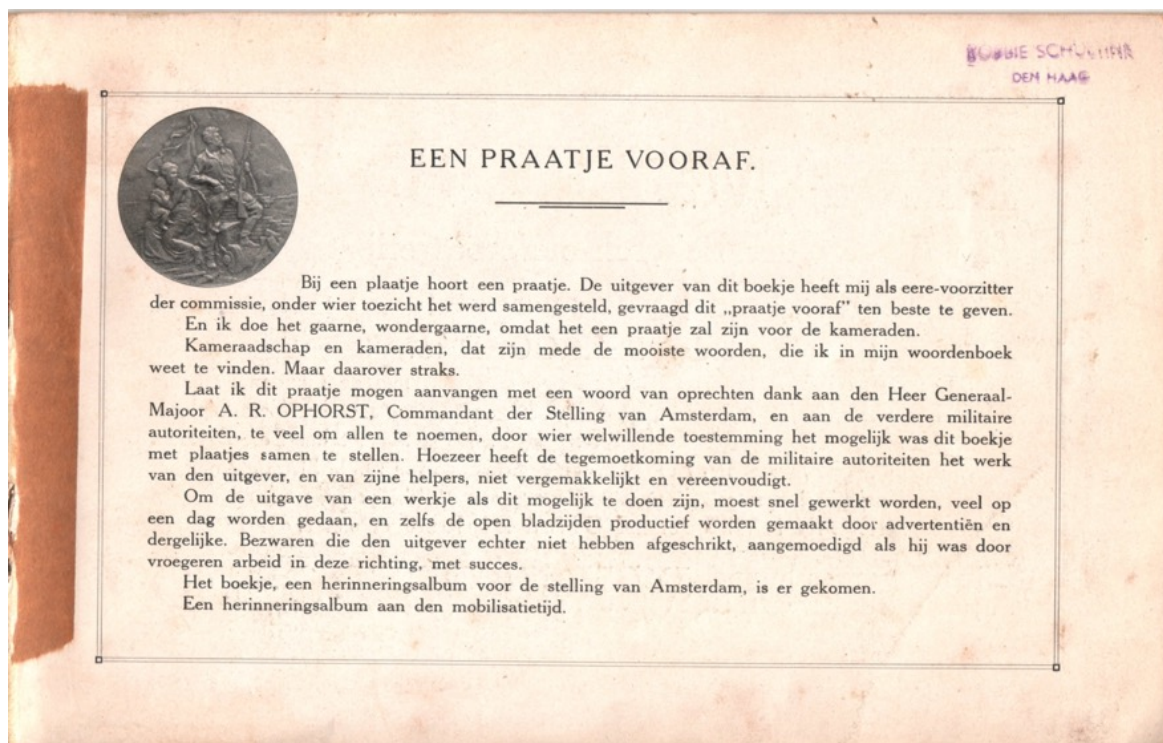 DEN HAAG
EEN PRAATJE VOORAF.
Bij een plaatje hoort een praatje. De uitgever van dit boekje heeft mij als eere-voorzitter
der commissie, onder wier toezicht het werd samengesteld, gevraagd dit „praatje vooraf” ten beste te geven.
En ik doe het gaarne, wondergaarne, omdat het een praatje zal zijn voor de kameraden.
Kameraadschap en kameraden, dat zijn mede de mooiste woorden, die ik in mijn woordenboek
weet te vinden. Maar daarover straks.
Laat ik dit praatje mogen aanvangen met een woord van oprechten dank aan den Heer Generaal-
Majoor A. R. OPHORST, Commandant der Stelling van Amsterdam, en aan de verdere militaire
autoriteiten, te veel om allen te noemen, door wier welwillende toestemming het mogelijk was dit boekje
met plaatjes samen te stellen. Hoezeer heeft de tegemoetkoming van de militaire autoriteiten het werk
van den uitgever, en van zijne helpers, niet vergemakkelijkt en vereenvoudigt.
Om de uitgave van een werkje als dit mogelijk te doen zijn, moest snel gewerkt worden, veel op
een dag worden gedaan, en zelfs de open bladzijden productief worden gemaakt door advertentiën en
dergelijke. Bezwaren die den uitgever echter niet hebben afgeschrikt, aangemoedigd als hij was door
vroegeren arbeid in deze richting, met succes.
Het boekje, een herinneringsalbum voor de stelling van Amsterdam, is er gekomen.
Een herinneringsalbum aan den mobilisatietijd.